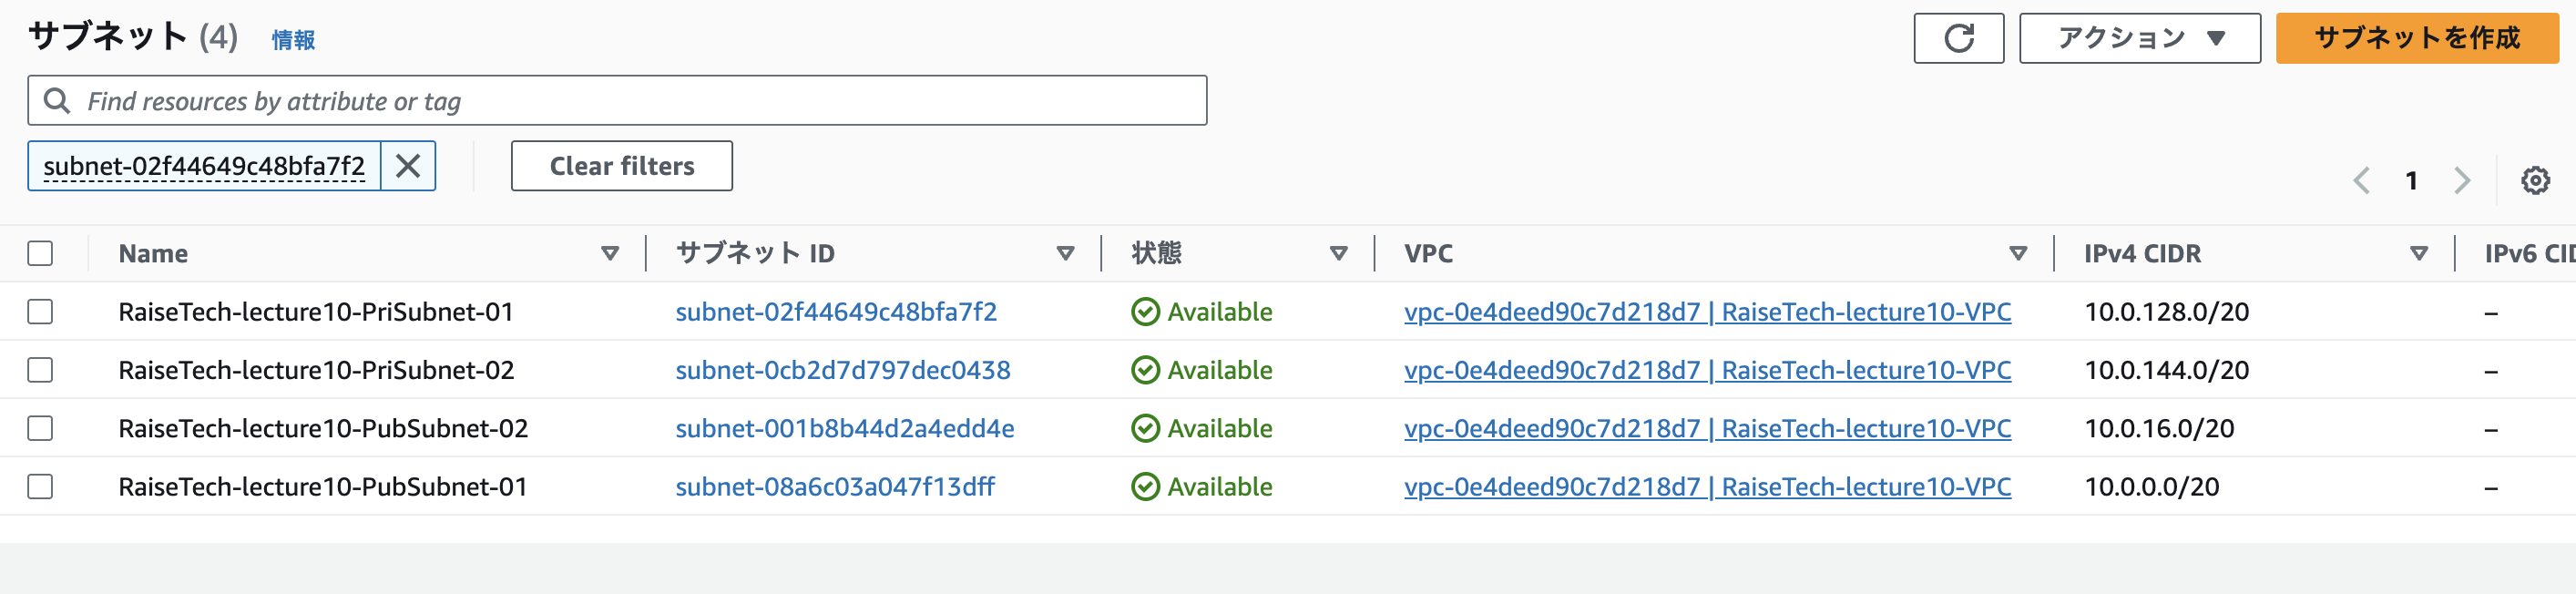 サブネット (4) 情報 アクション サブネットを作成
Find resources by attribute or tag
subnet-02f44649c48bfa7f2 Clear filters
1
Name サブネット ID 状態 VPC IPv4 CIDR IPv6 CID
RaiseTech-lecture10-PriSubnet-01 subnet-02f44649c48bfa7f2 Available vpc-0e4deed90c7d218d7 | RaiseTech-lecture10-VPC 10.0.128.0/20 –
RaiseTech-lecture10-PriSubnet-02 subnet-0cb2d7d797dec0438 Available vpc-0e4deed90c7d218d7 | RaiseTech-lecture10-VPC 10.0.144.0/20 –
RaiseTech-lecture10-PubSubnet-02 subnet-001b8b44d2a4edd4e Available vpc-0e4deed90c7d218d7 | RaiseTech-lecture10-VPC 10.0.16.0/20 –
RaiseTech-lecture10-PubSubnet-01 subnet-08a6c03a047f13dff Available vpc-0e4deed90c7d218d7 | RaiseTech-lecture10-VPC 10.0.0.0/20 –